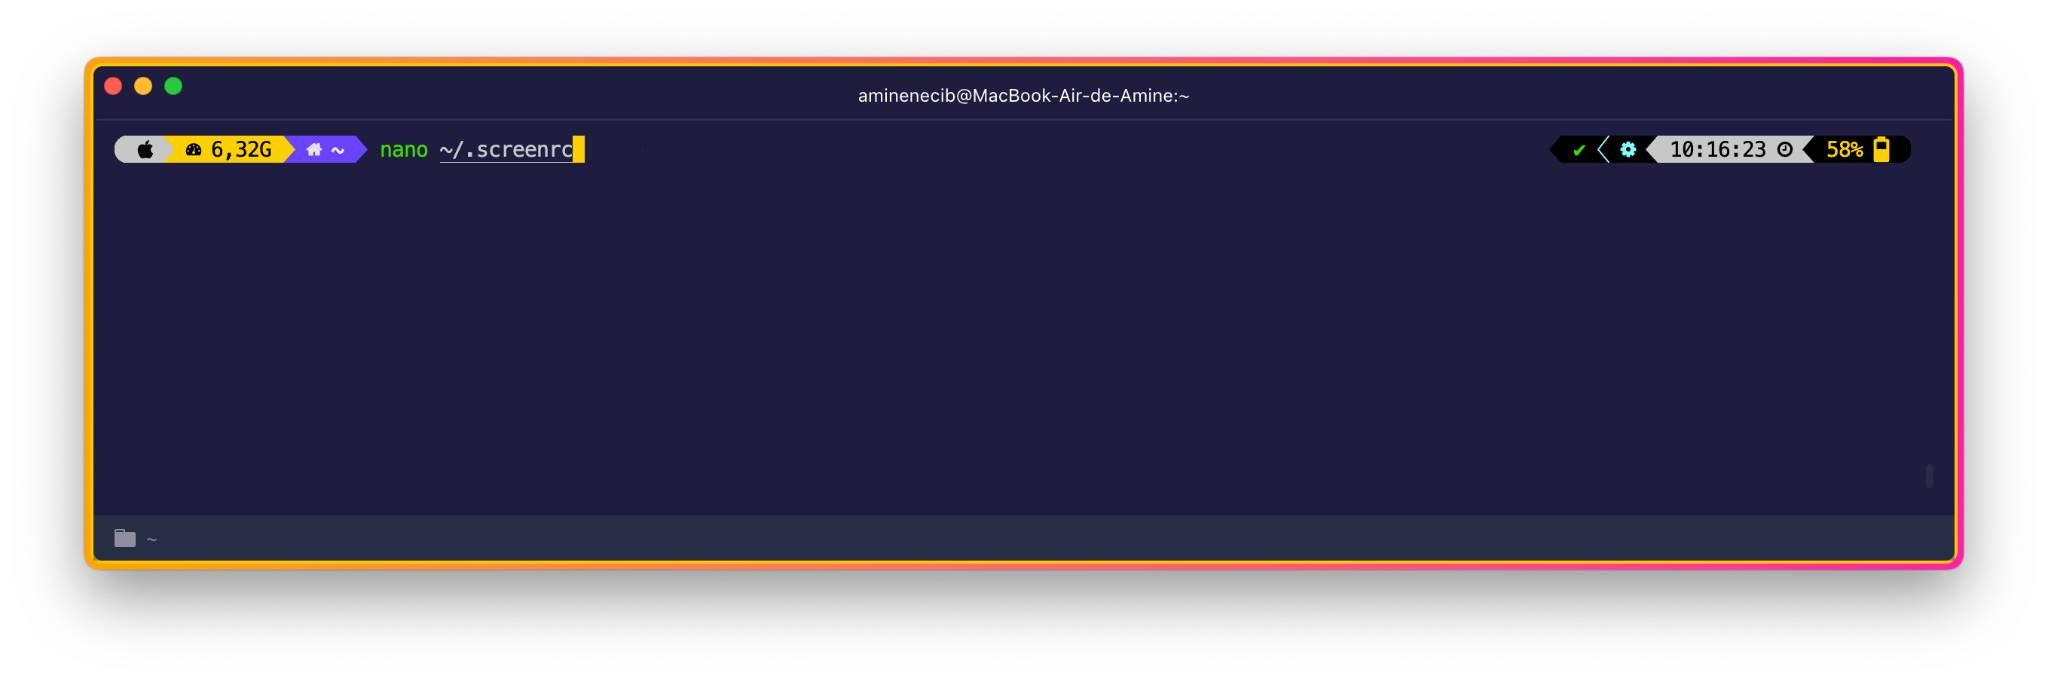 aminenecib@MacBook-Air-de-Amine:~
6,32G ~ nano ~/.screenrc ✔ 10:16:23 58%
~